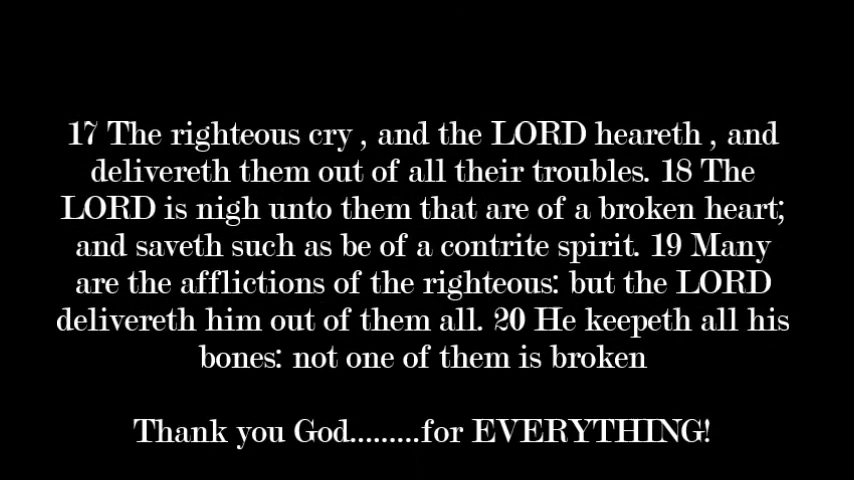 17 The righteous cry , and the LORD heareth , and
delivereth them out of all their troubles. 18 The
LORD is nigh unto them that are of a broken heart;
and saveth such as be of a contrite spirit. 19 Many
are the afflictions of the righteous: but the LORD
delivereth him out of them all. 20 He keepeth all his
bones: not one of them is broken
Thank you God.........for EVERYTHING!